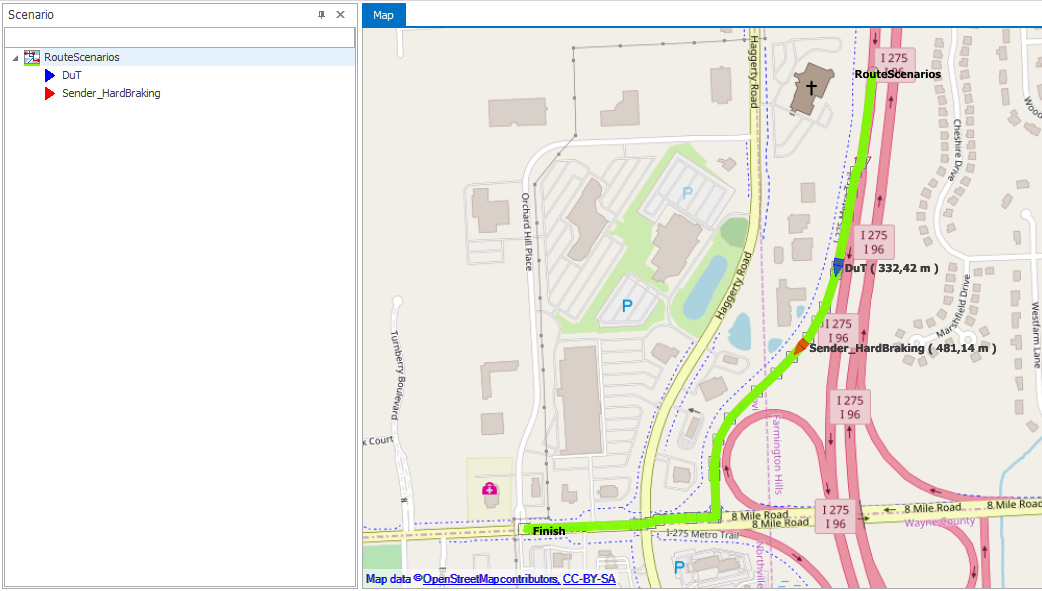 Scenario
Map
RouteScenarios
DuT
Sender_HardBraking
Haggerty Road
I 275
I 96
RouteScenarios
Cheshire Drive
Orchard Hill Place
P
I 275
I 96
DuT ( 332,42 m )
Haggerty Road
Marshfield Drive
P
I 275
I 96
Sender_HardBraking ( 481,14 m )
Westfarm Lane
Turnberry Boulevard
I 275
I 96
Farmington Hills
k Court
I 275
I 96
8 Mile Road
8 Mile Road
8 Mile Road
8 Mile Road
Wayne County
Finish
I-275 Metro Trail
Northville
P
Map data ©OpenStreetMap contributors, CC-BY-SA